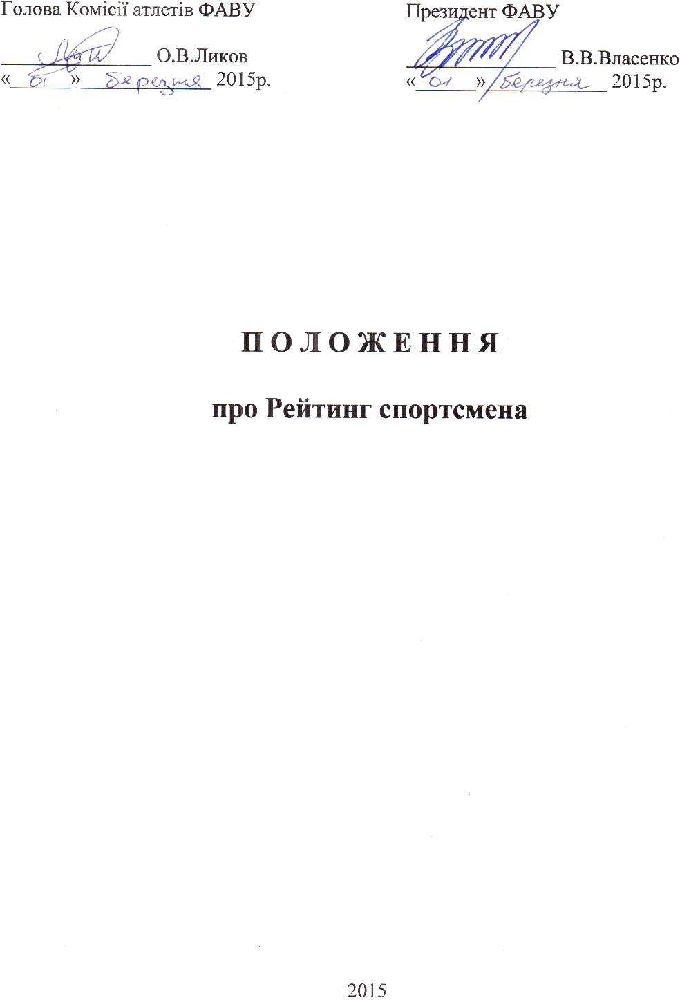 Голова Комісії атлетів ФАВУ
О.В.Ликов
«01» березня 2015р.
Президент ФАВУ
В.В.Власенко
«01» березня 2015р.
П О Л О Ж Е Н Н Я
про Рейтинг спортсмена
2015